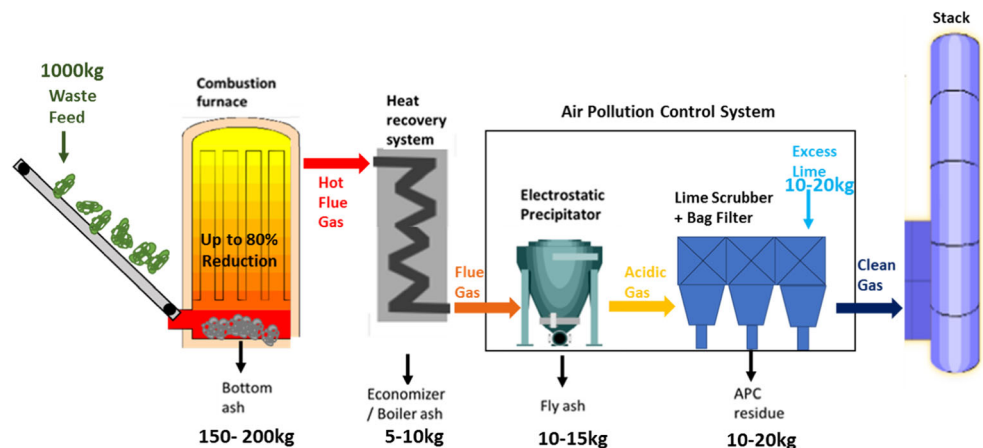 Stack
1000kg
Waste
Feed
Combustion
furnace
Heat
recovery
system
Air Pollution Control System
Hot
Flue
Gas
Up to 80%
Reduction
Electrostatic
Precipitator
Excess
Lime
10-20kg
Lime Scrubber
+ Bag Filter
Flue
Gas
Acidic
Gas
Clean
Gas
Bottom
ash
150- 200kg
Economizer
/ Boiler ash
5-10kg
Fly ash
10-15kg
APC
residue
10-20kg